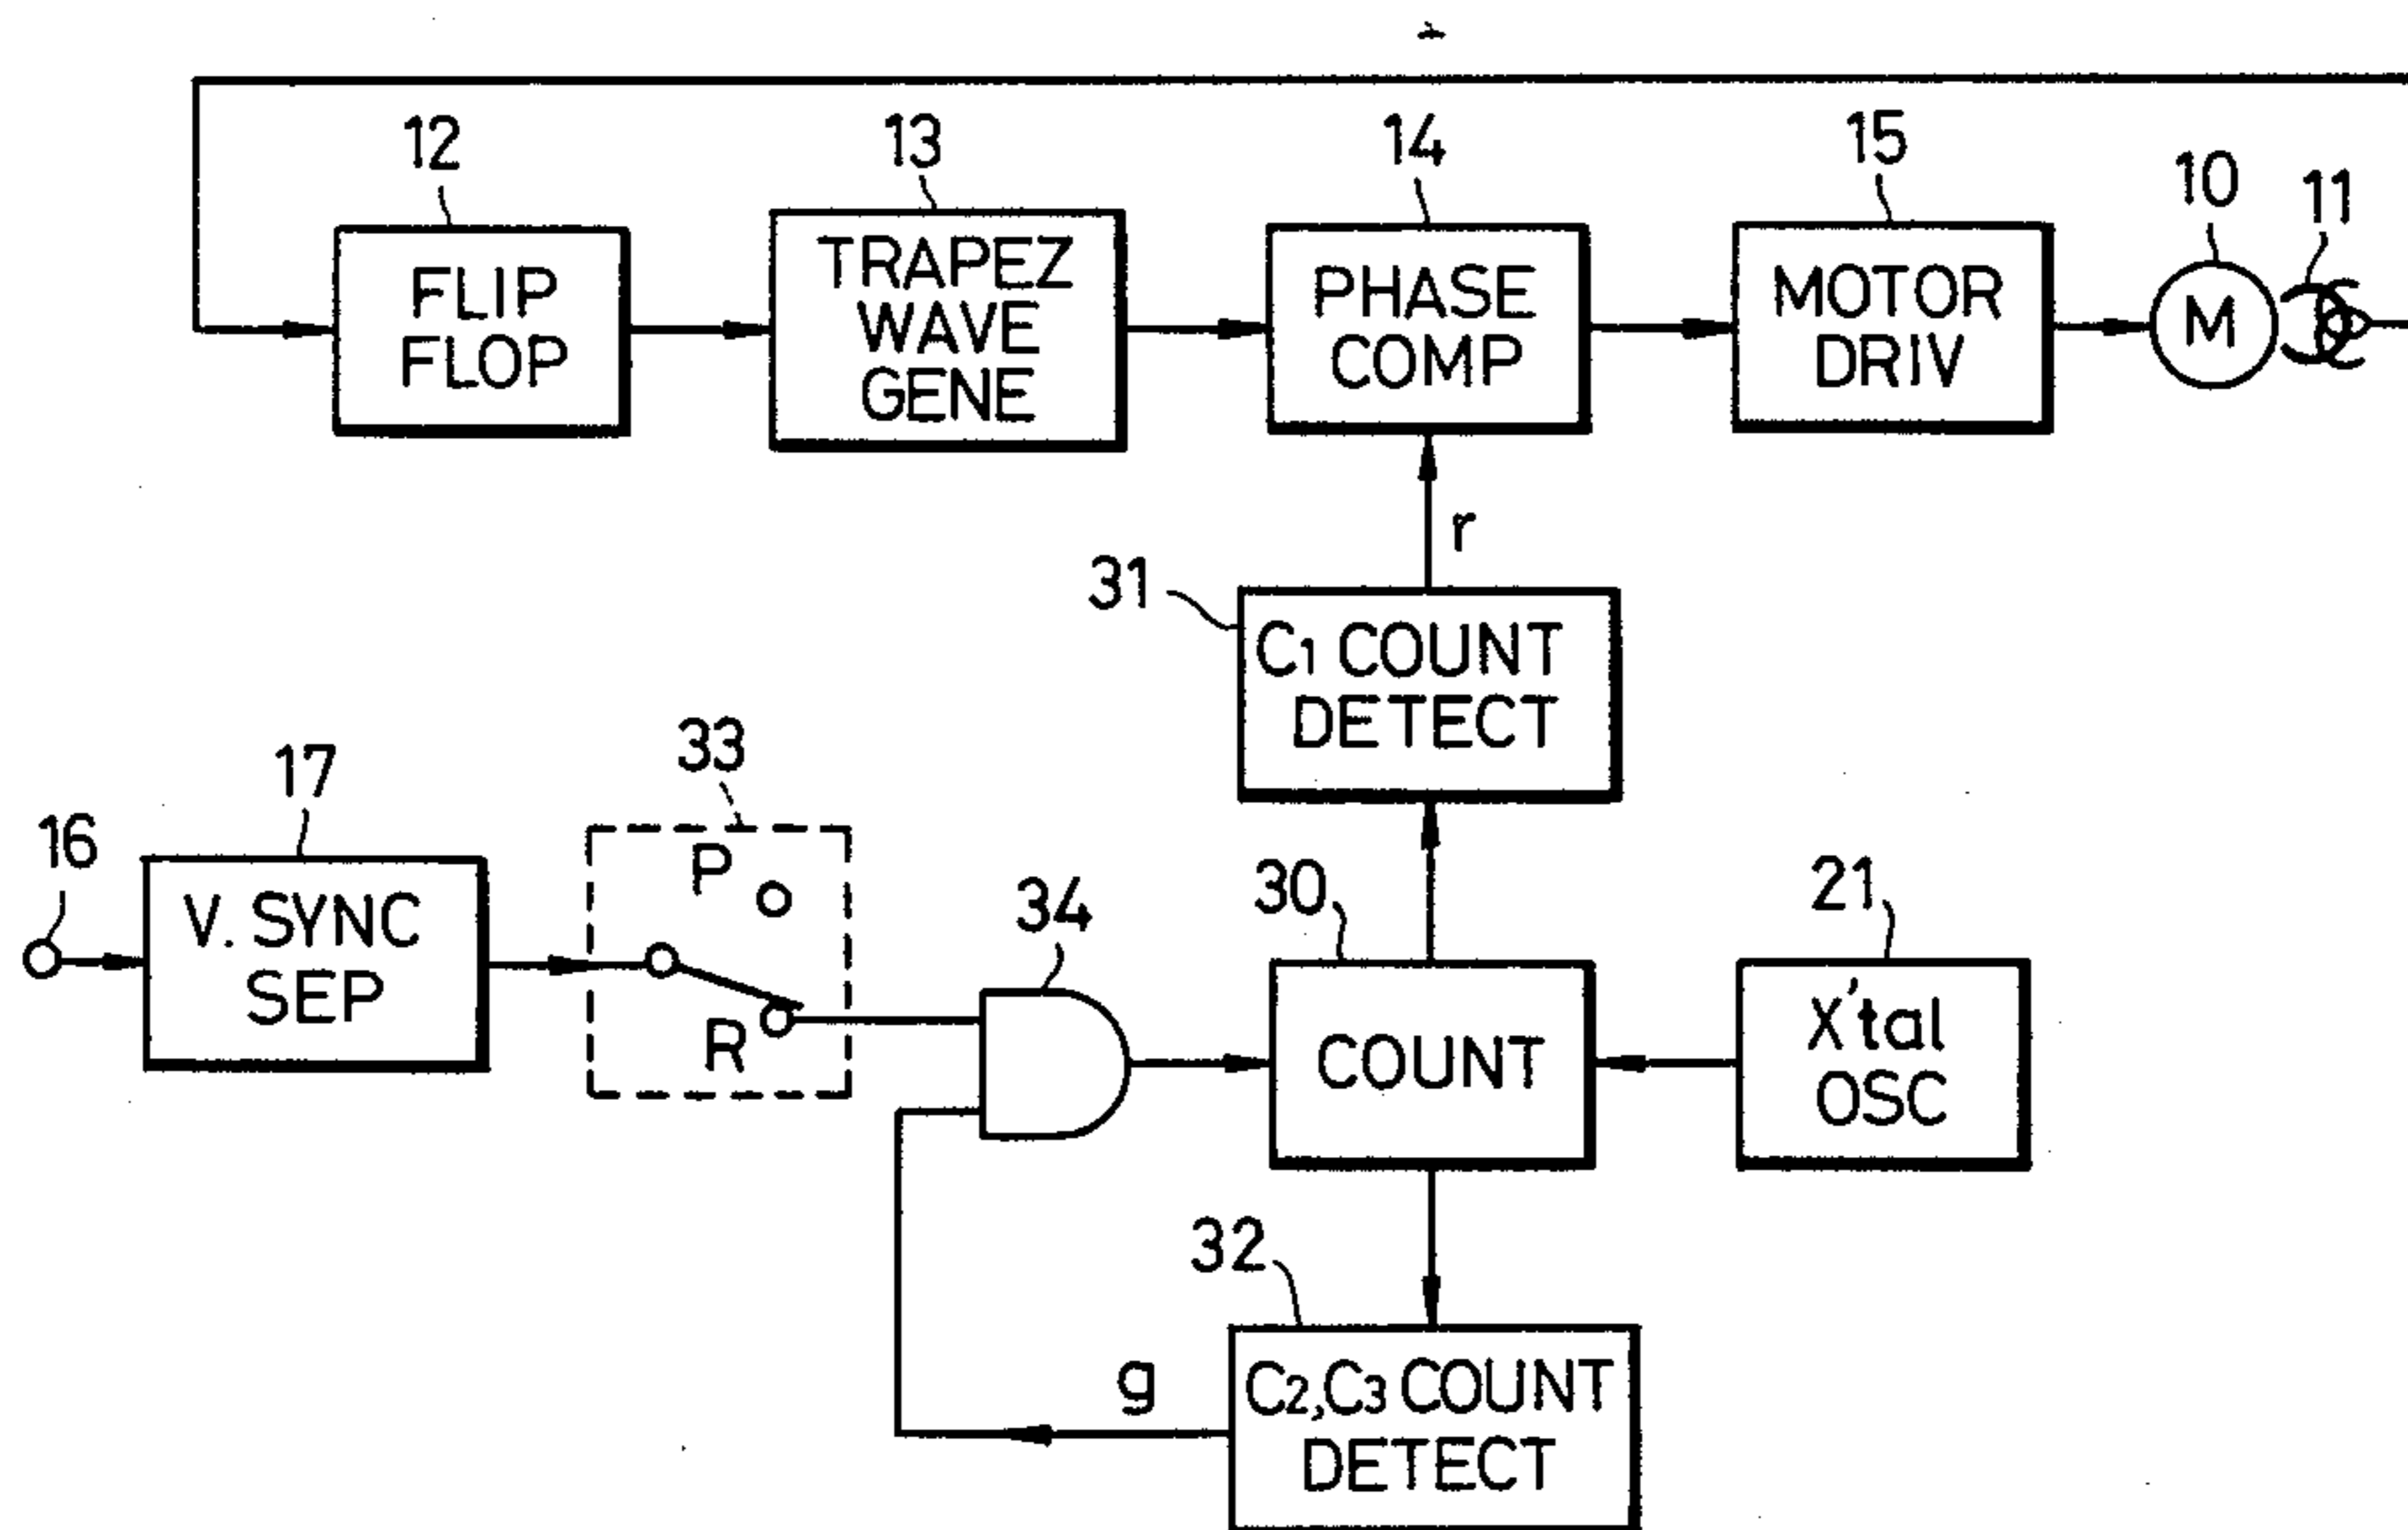 12
13
14
15
10
11
FLIP
FLOP
TRAPEZ
WAVE
GENE
PHASE
COMP
MOTOR
DRIV
M
r
31
C₁ COUNT
DETECT
16
17
V. SYNC
SEP
33
P
R
34
30
COUNT
21
X'tal
OSC
32
g
C₂,C₃ COUNT
DETECT